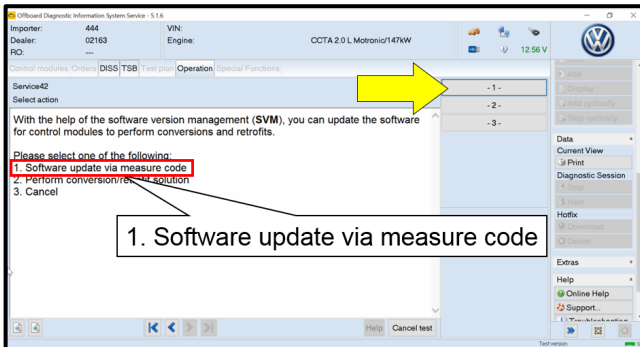 Offboard Diagnostic Information System Service - 5.1.6
Importer: 444 VIN:
Dealer: 02163 Engine: CCTA 2.0 L Motronic/147kW
RO: ---
12.56 V
Control modules Orders DISS TSB Test plan Operation Special Functions
Service42
Select action
With the help of the software version management (SVM), you can update the software
for control modules to perform conversions and retrofits.
Please select one of the following:
1. Software update via measure code
2. Perform conversion/retrofit solution
3. Cancel
1. Software update via measure code
Help Cancel test
- 1 -
- 2 -
- 3 -
Add
Display
Add cyclically
Stop cyclically
Data
Current View
Print
Diagnostic Session
Stop
Next
Hotfix
Download
Delete
Extras
Help
Online Help
Support...
Test version